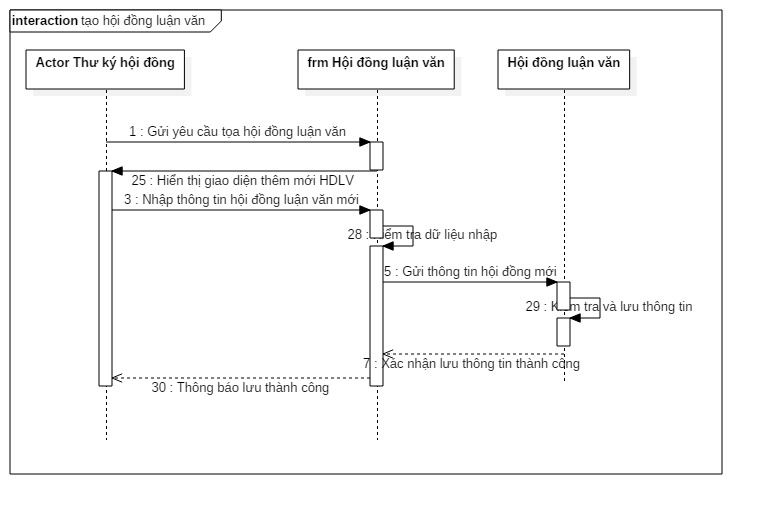 interaction tạo hội đồng luận văn
Actor Thư ký hội đồng
frm Hội đồng luận văn
Hội đồng luận văn
1 : Gửi yêu cầu tọa hội đồng luận văn
25 : Hiển thị giao diện thêm mới HDLV
3 : Nhập thông tin hội đồng luận văn mới
28 : Kiểm tra dữ liệu nhập
5 : Gửi thông tin hội đồng mới
29 : Kiểm tra và lưu thông tin
7 : Xác nhận lưu thông tin thành công
30 : Thông báo lưu thành công